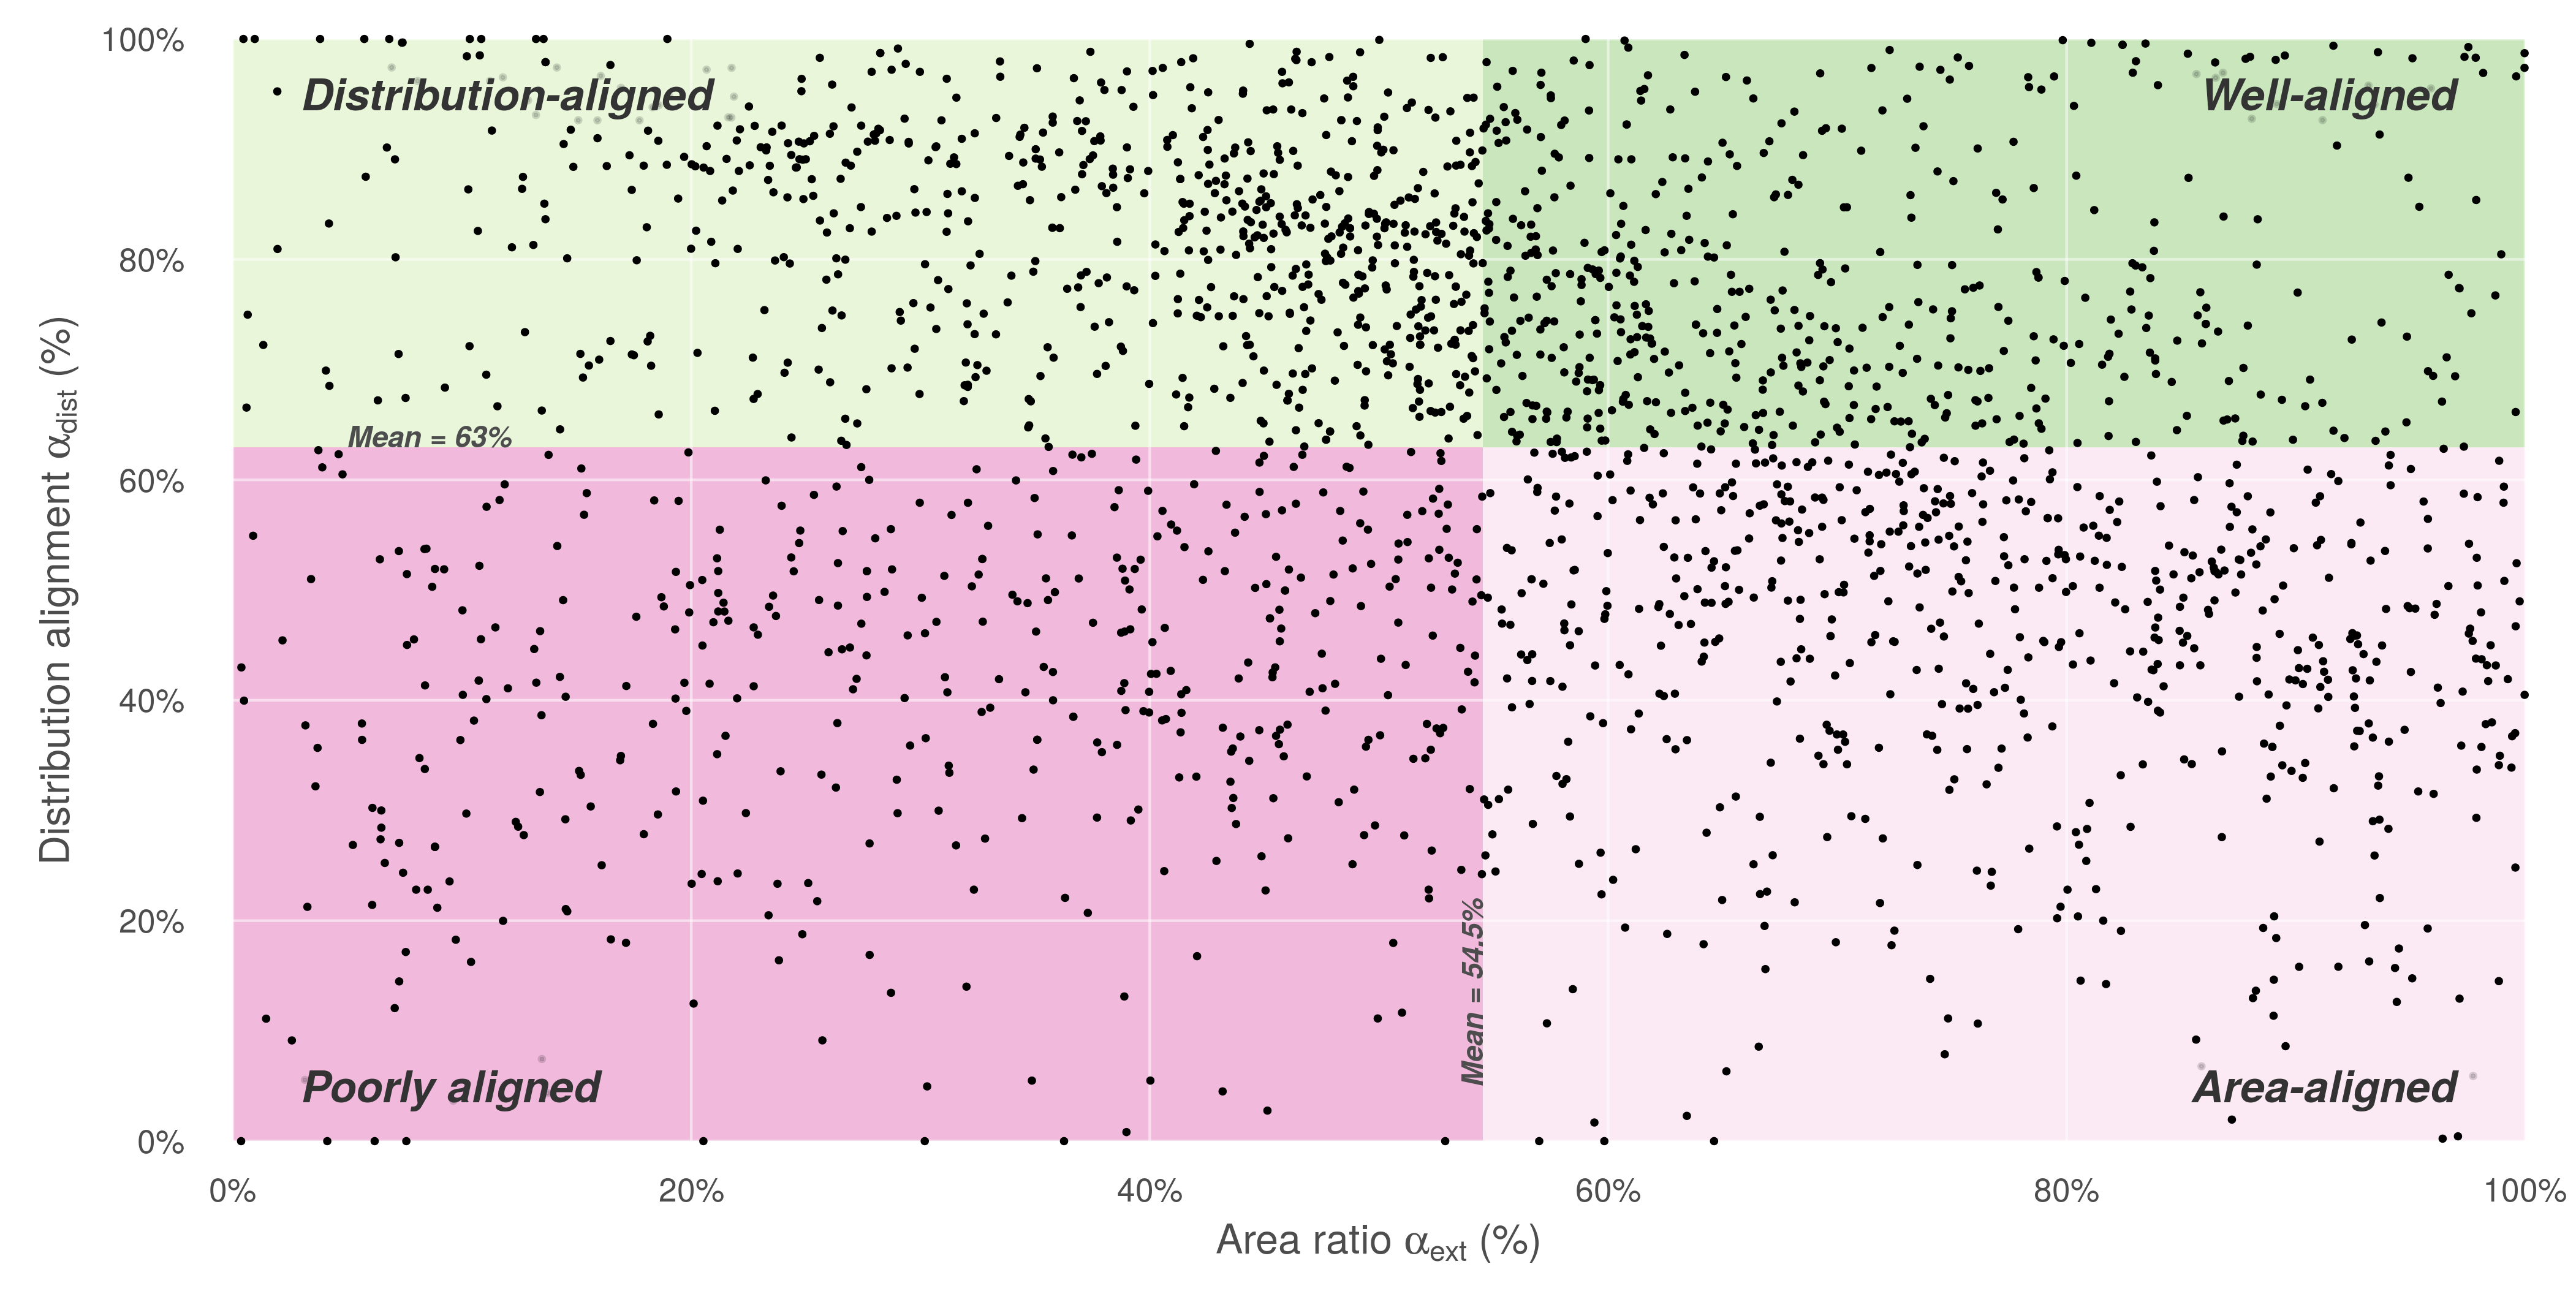 100%
Distribution-aligned
Well-aligned
80%
Mean = 63%
60%
Distribution alignment αdist (%)
40%
20%
Mean = 54.5%
Poorly aligned
Area-aligned
0%
0% 20% 40% 60% 80% 100%
Area ratio αext (%)